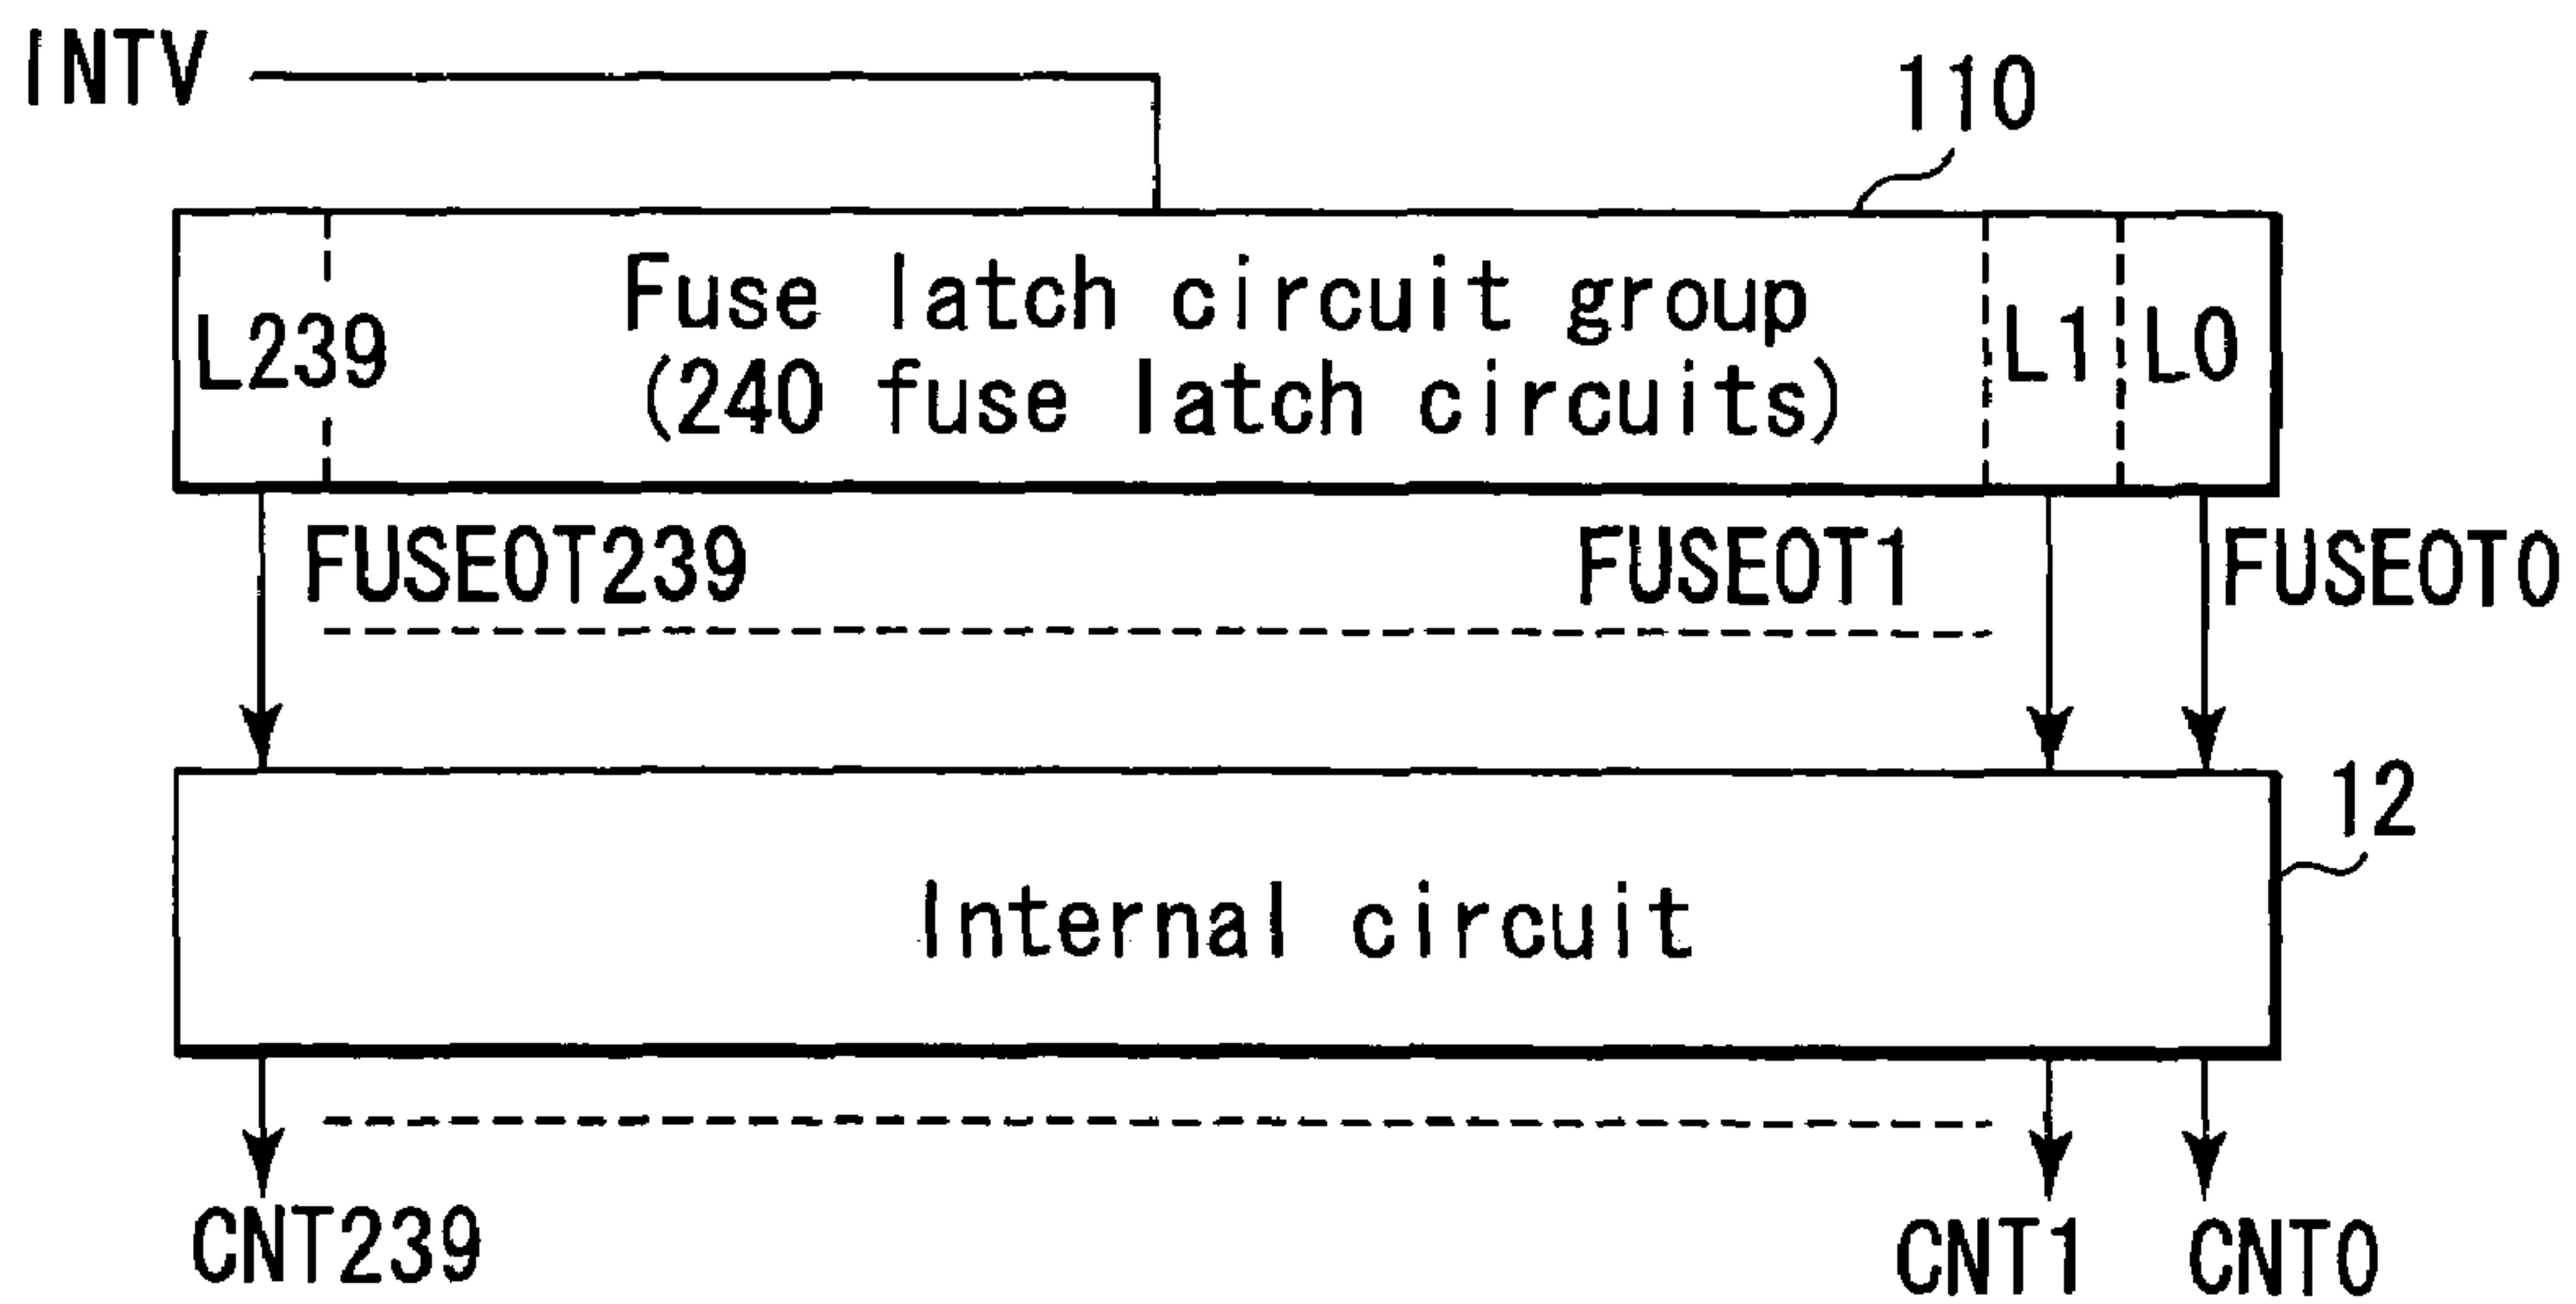 INTV
110
Fuse latch circuit group
(240 fuse latch circuits)
L239
L1
L0
FUSEOT239
FUSEOT1
FUSEOT0
12
Internal circuit
CNT239
CNT1
CNT0